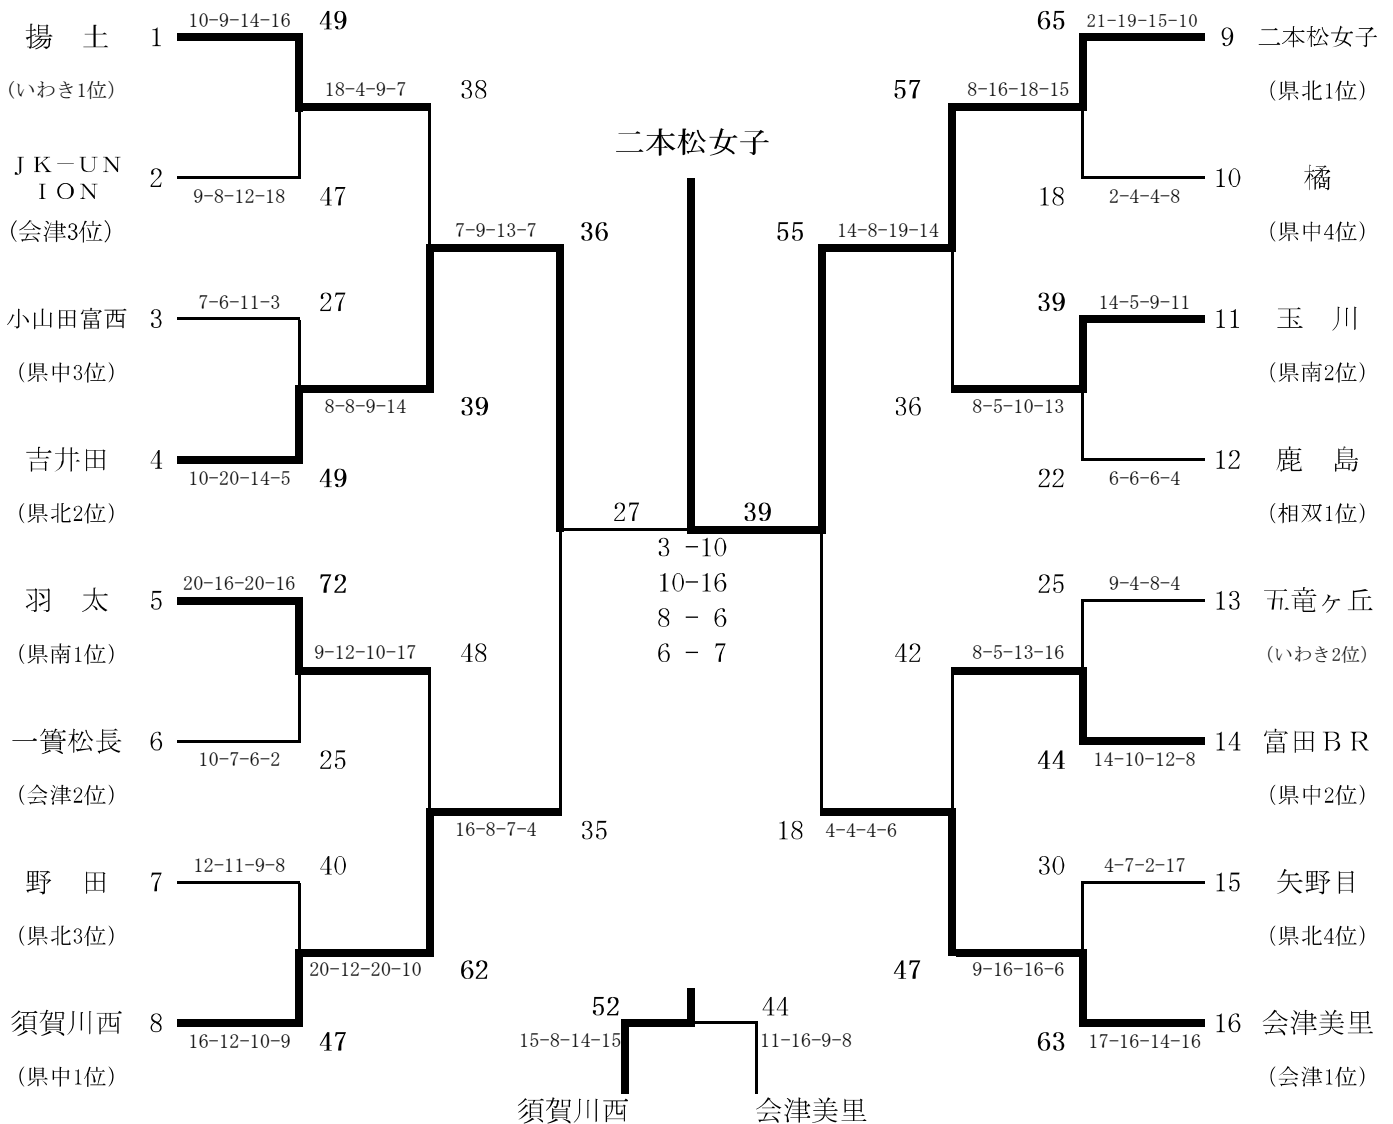 10-9-14-16 49 65 21-19-15-10
揚　土 1 9 二本松女子
(いわき1位) 18-4-9-7 38 57 8-16-18-15 (県北1位)
二本松女子
ＪＫ－ＵＮ
ＩＯＮ 2 10 橘
9-8-12-18 47 18 2-4-4-8
(会津3位) 7-9-13-7 36 55 14-8-19-14 (県中4位)
7-6-11-3 27 39 14-5-9-11
小山田富西 3 11 玉　川
(県中3位) (県南2位)
8-8-9-14 39 36 8-5-10-13
吉井田 4 12 鹿　島
10-20-14-5 49 22 6-6-6-4
(県北2位) 27 39 (相双1位)
3 -10
10-16
8 - 6
6 - 7
20-16-20-16 72 25 9-4-8-4
羽　太 5 13 五竜ヶ丘
(県南1位) 9-12-10-17 48 42 8-5-13-16 (いわき2位)
一簣松長 6 14 富田ＢＲ
10-7-6-2 25 44 14-10-12-8
(会津2位) (県中2位)
16-8-7-4 35 18 4-4-4-6
12-11-9-8 40 30 4-7-2-17
野　田 7 15 矢野目
(県北3位) (県北4位)
20-12-20-10 62 47 9-16-16-6
52 44
須賀川西 8 16 会津美里
16-12-10-9 47 15-8-14-15 11-16-9-8 63 17-16-14-16
(県中1位) (会津1位)
須賀川西 会津美里